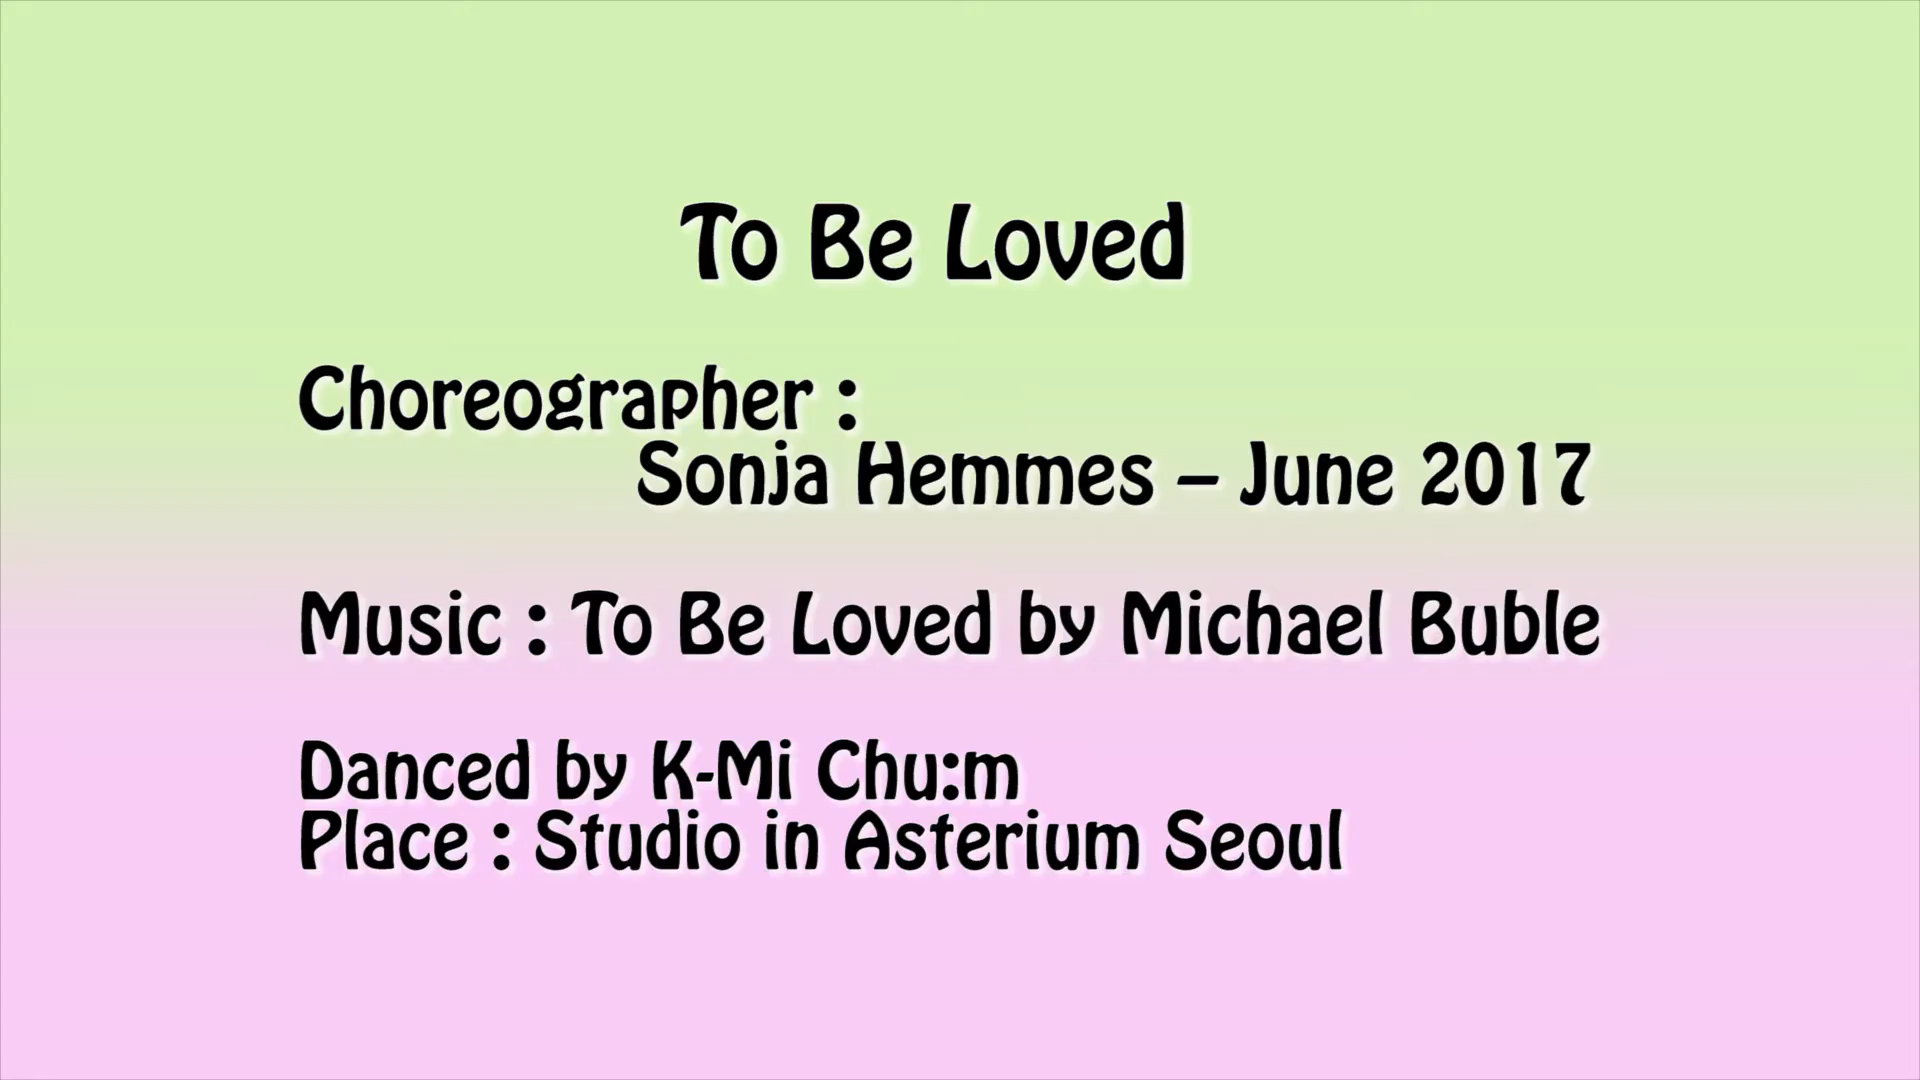 To Be Loved
Choreographer :
Sonja Hemmes – June 2017
Music : To Be Loved by Michael Buble
Danced by K-Mi Chu:m
Place : Studio in Asterium Seoul